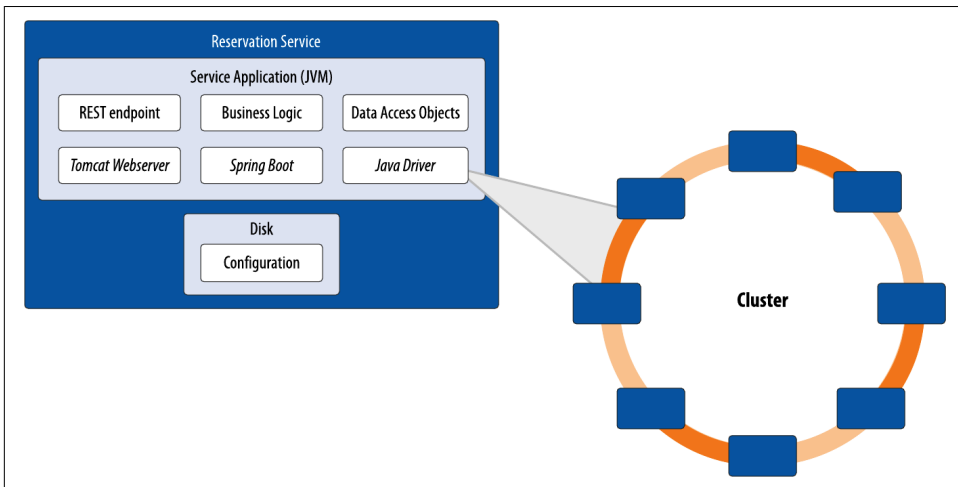 Reservation Service
Service Application (JVM)
REST endpoint
Business Logic
Data Access Objects
Tomcat Webserver
Spring Boot
Java Driver
Disk
Configuration
Cluster